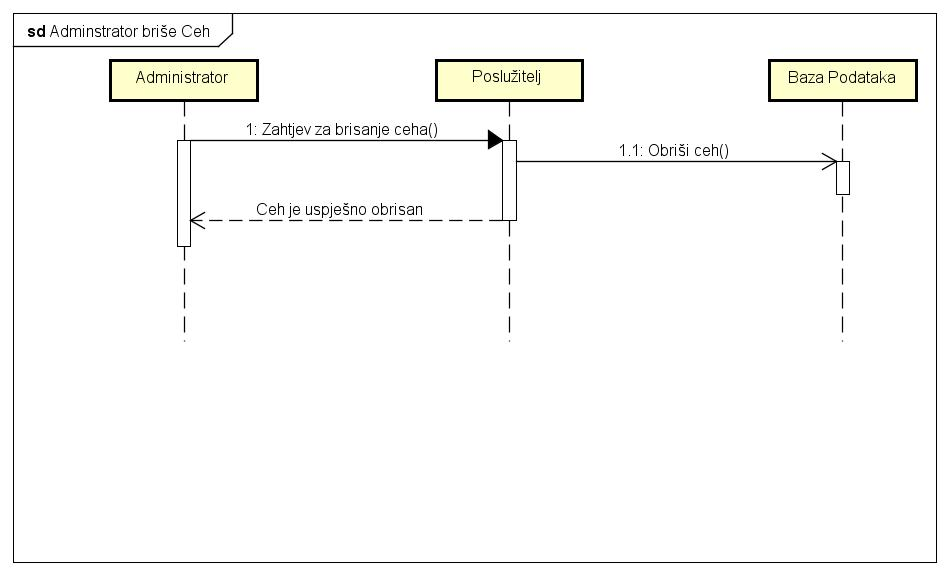 sd Adminstrator briše Ceh
Administrator
Poslužitelj
Baza Podataka
1: Zahtjev za brisanje ceha()
1.1: Obriši ceh()
Ceh je uspješno obrisan